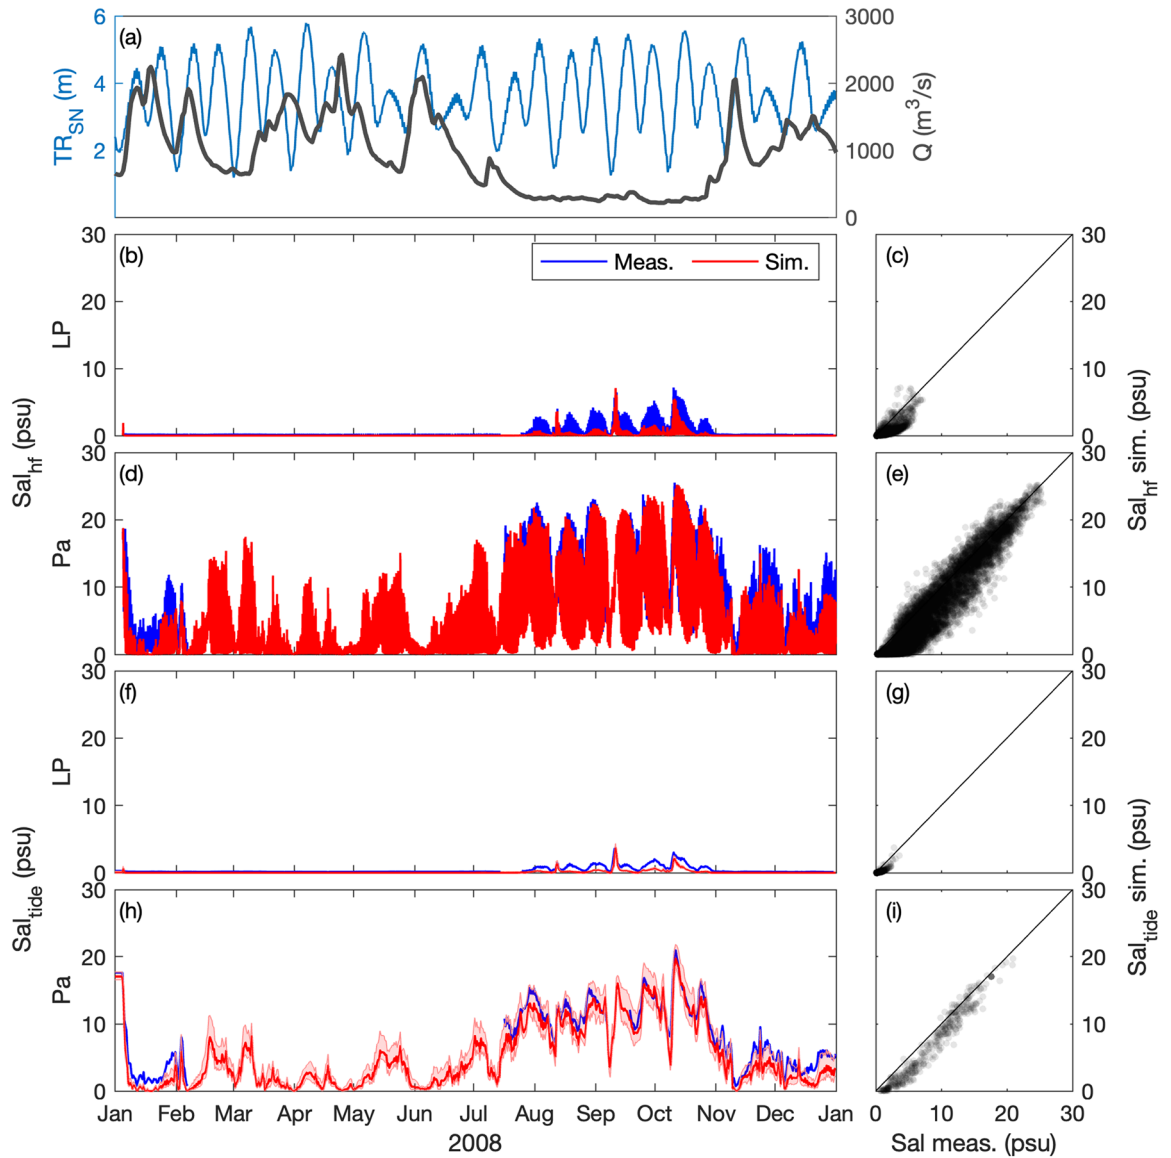 (a)
6
4
2
TR_SN (m)
3000
2000
1000
0
Q (m³/s)
(b)
Meas.
Sim.
30
20
10
0
LP
(c)
30
20
10
0
(d)
30
20
10
0
Pa
(e)
30
20
10
0
Sal_hf (psu)
Sal_hf sim. (psu)
(f)
30
20
10
0
LP
(g)
30
20
10
0
(h)
30
20
10
0
Pa
(i)
30
20
10
0
Sal_tide (psu)
Sal_tide sim. (psu)
Jan Feb Mar Apr May Jun Jul Aug Sep Oct Nov Dec Jan
2008
0 10 20 30
Sal meas. (psu)